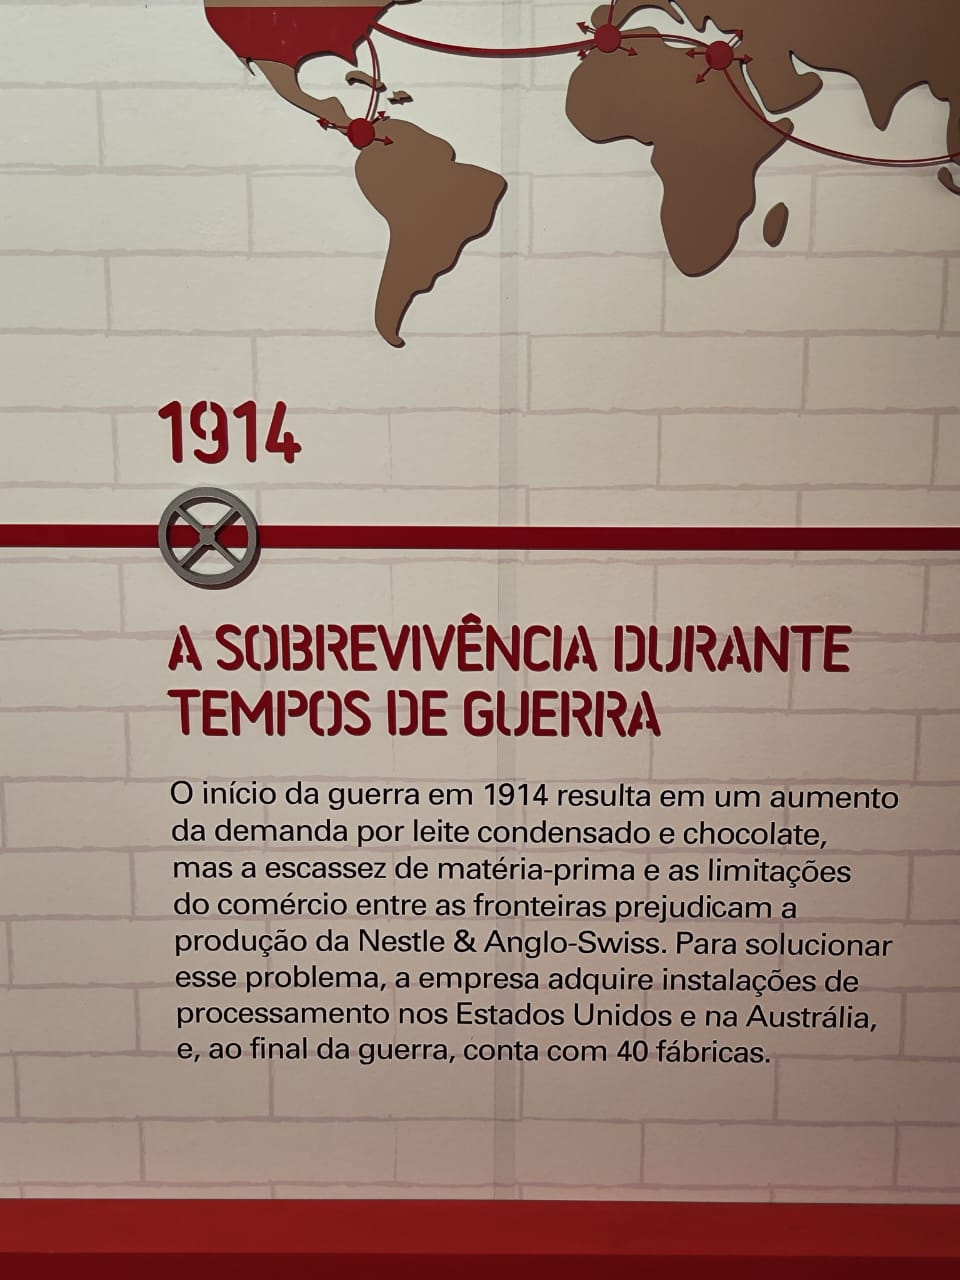 1914
A SOBREVIVÊNCIA DURANTE
TEMPOS DE GUERRA
O início da guerra em 1914 resulta em um aumento
da demanda por leite condensado e chocolate,
mas a escassez de matéria-prima e as limitações
do comércio entre as fronteiras prejudicam a
produção da Nestle & Anglo-Swiss. Para solucionar
esse problema, a empresa adquire instalações de
processamento nos Estados Unidos e na Austrália,
e, ao final da guerra, conta com 40 fábricas.